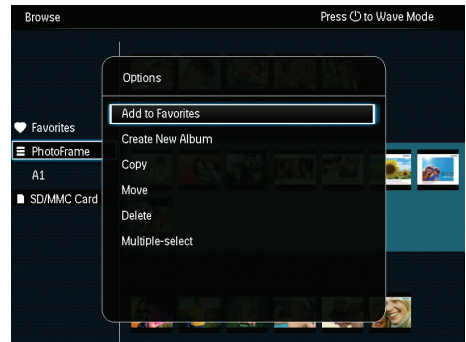 Browse
Press ⏻ to Wave Mode
Options
Add to Favorites
Create New Album
Copy
Move
Delete
Multiple-select
Favorites
PhotoFrame
A1
SD/MMC Card